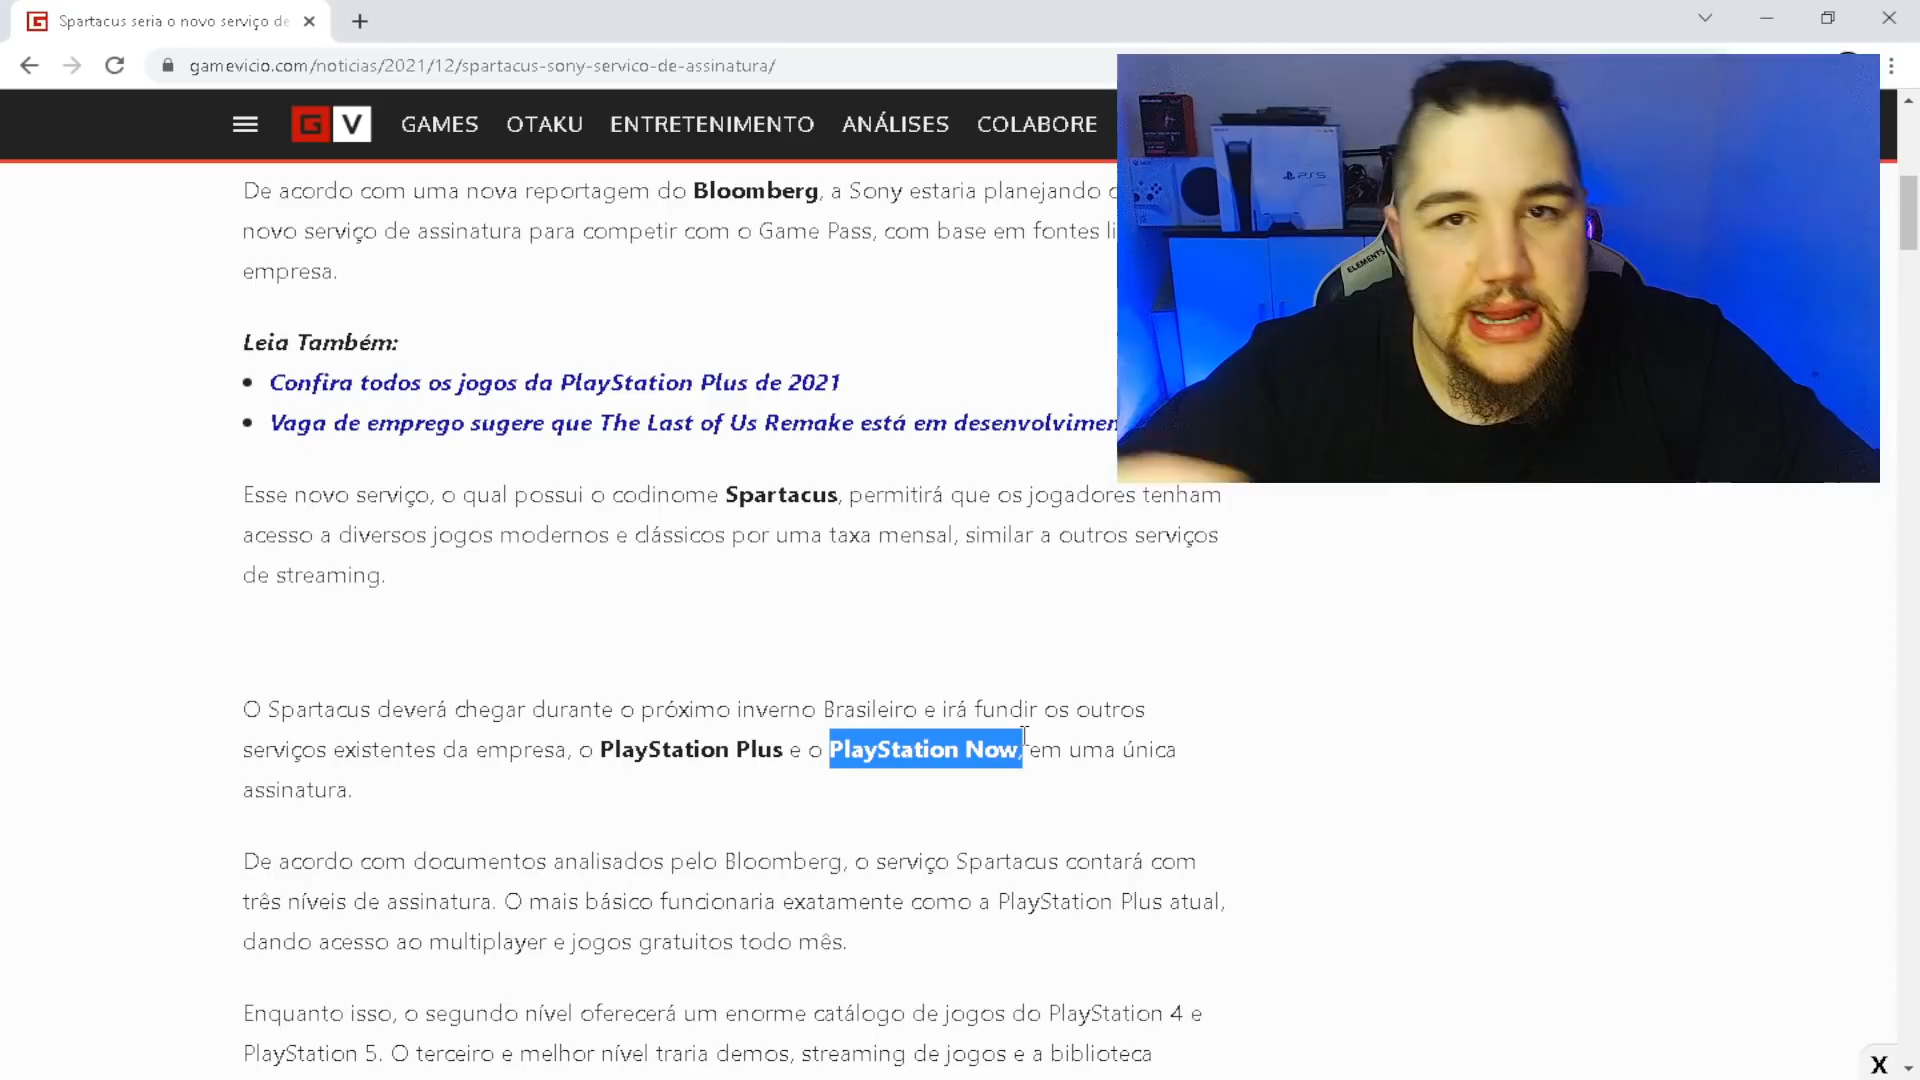 Spartacus seria o novo serviço de
gamevicio.com/noticias/2021/12/spartacus-sony-servico-de-assinatura/
G V GAMES OTAKU ENTRETENIMENTO ANÁLISES COLABORE
De acordo com uma nova reportagem do Bloomberg, a Sony estaria planejando
novo serviço de assinatura para competir com o Game Pass, com base em fontes li
empresa.
Leia Também:
• Confira todos os jogos da PlayStation Plus de 2021
• Vaga de emprego sugere que The Last of Us Remake está em desenvolvimen
Esse novo serviço, o qual possui o codinome Spartacus, permitirá que os jogadores tenham
acesso a diversos jogos modernos e clássicos por uma taxa mensal, similar a outros serviços
de streaming.
O Spartacus deverá chegar durante o próximo inverno Brasileiro e irá fundir os outros
serviços existentes da empresa, o PlayStation Plus e o PlayStation Now, em uma única
assinatura.
De acordo com documentos analisados pelo Bloomberg, o serviço Spartacus contará com
três níveis de assinatura. O mais básico funcionaria exatamente como a PlayStation Plus atual,
dando acesso ao multiplayer e jogos gratuitos todo mês.
Enquanto isso, o segundo nível oferecerá um enorme catálogo de jogos do PlayStation 4 e
PlayStation 5. O terceiro e melhor nível traria demos, streaming de jogos e a biblioteca
X
PS5
ELEMENTS